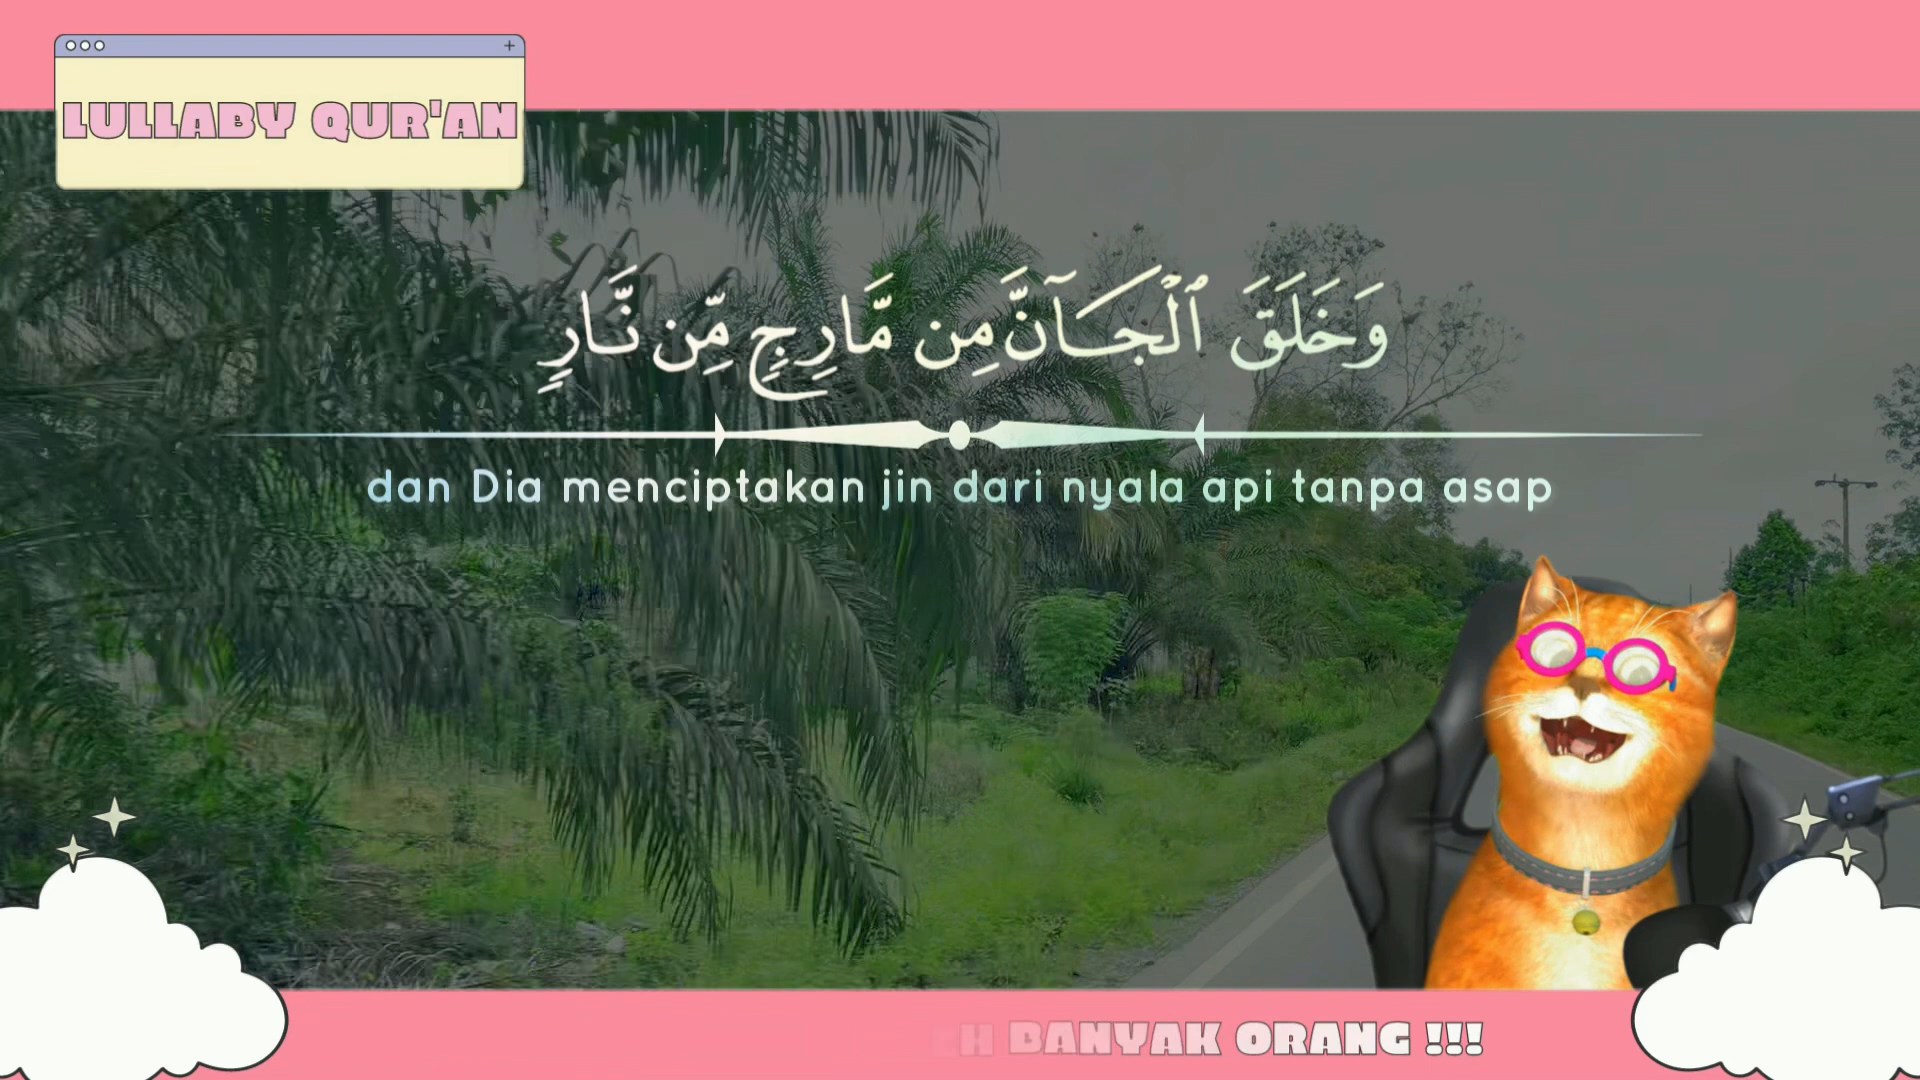 LULLABY QUR'AN
وَخَلَقَ ٱلْجَآنَّ مِن مَّارِجٍ مِّن نَّارٍ
dan Dia menciptakan jin dari nyala api tanpa asap
BANYAK ORANG !!!